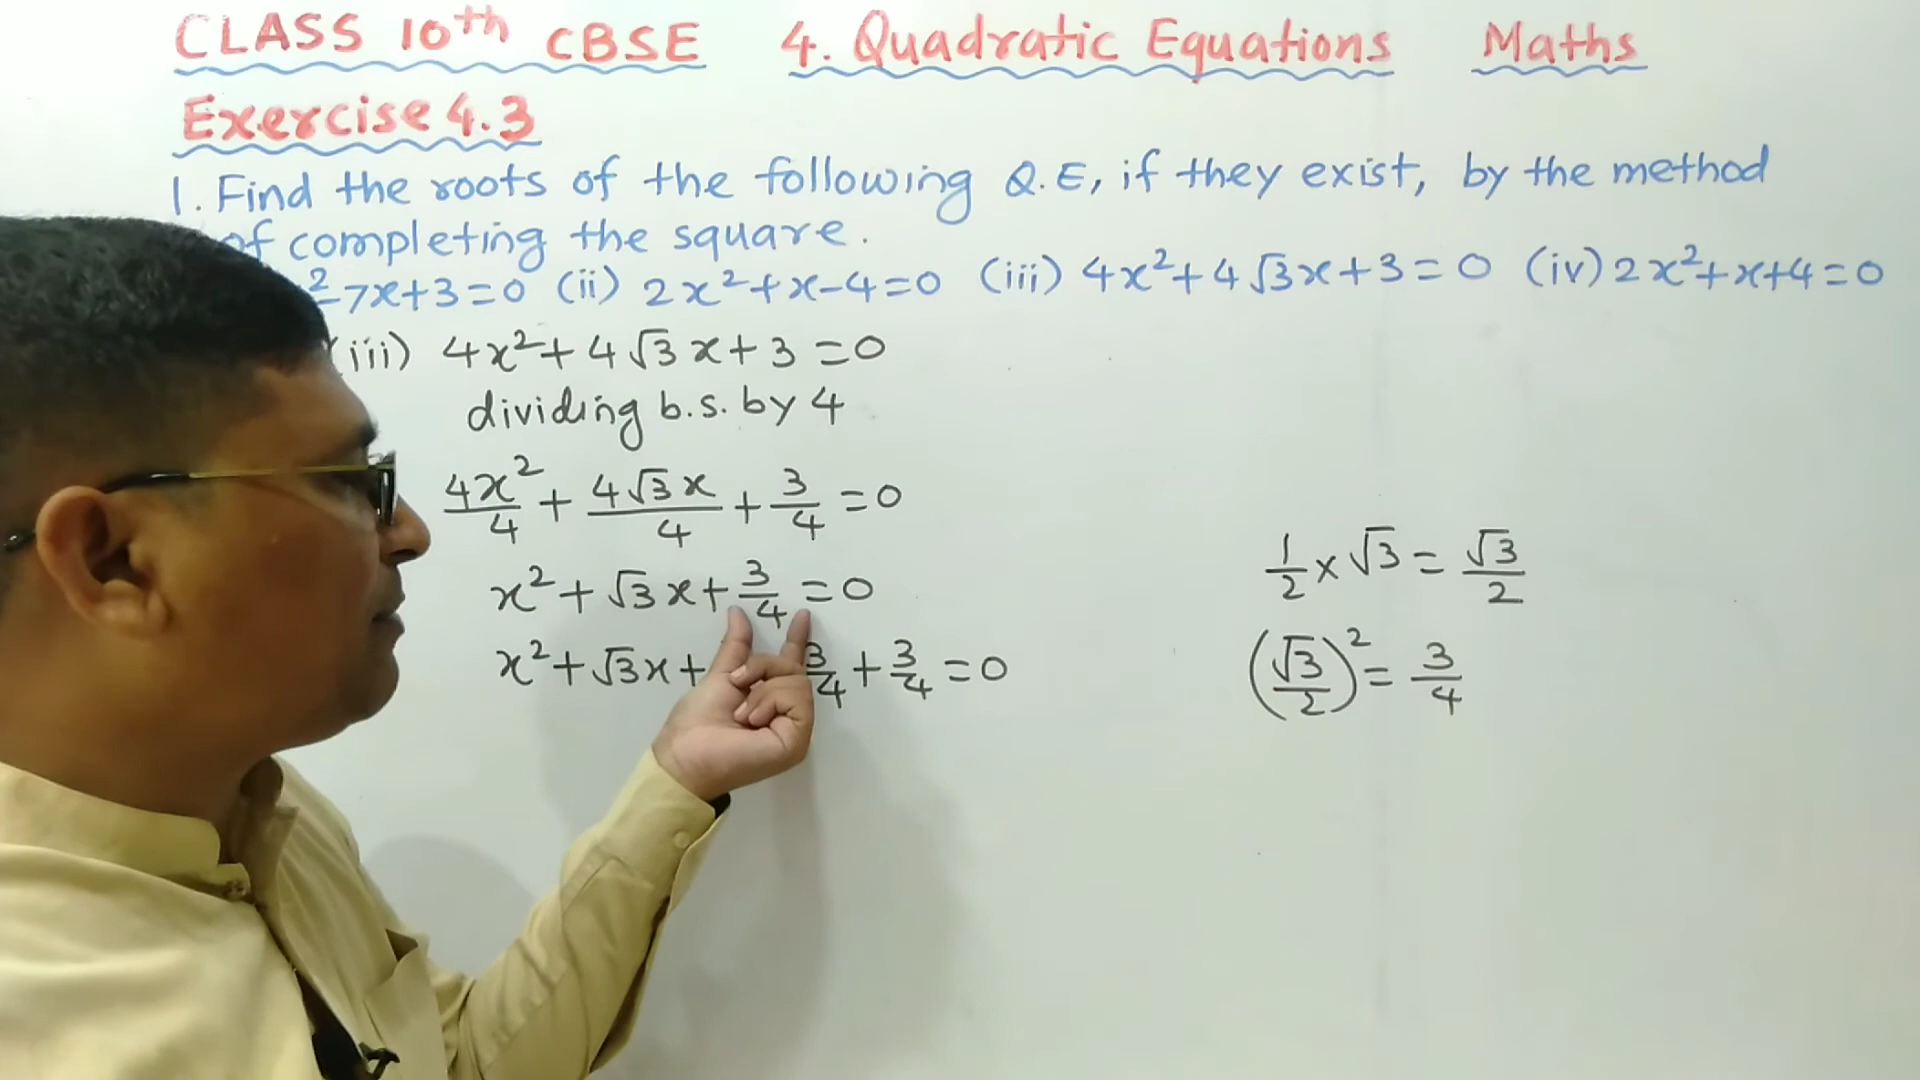 CLASS 10th CBSE 4. Quadratic Equations Maths
Exercise 4.3
1. Find the roots of the following Q.E, if they exist, by the method
of completing the square.
²-7x+3=0 (ii) 2x²+x-4=0 (iii) 4x²+4√3x+3=0 (iv) 2x²+x+4=0
(iii) 4x²+4√3x+3=0
dividing b.s. by 4
4x²/4 + 4√3x/4 + 3/4 = 0
x²+√3x+3/4=0
x²+√3x+ 3/4+3/4=0
1/2×√3=√3/2
(√3/2)²=3/4